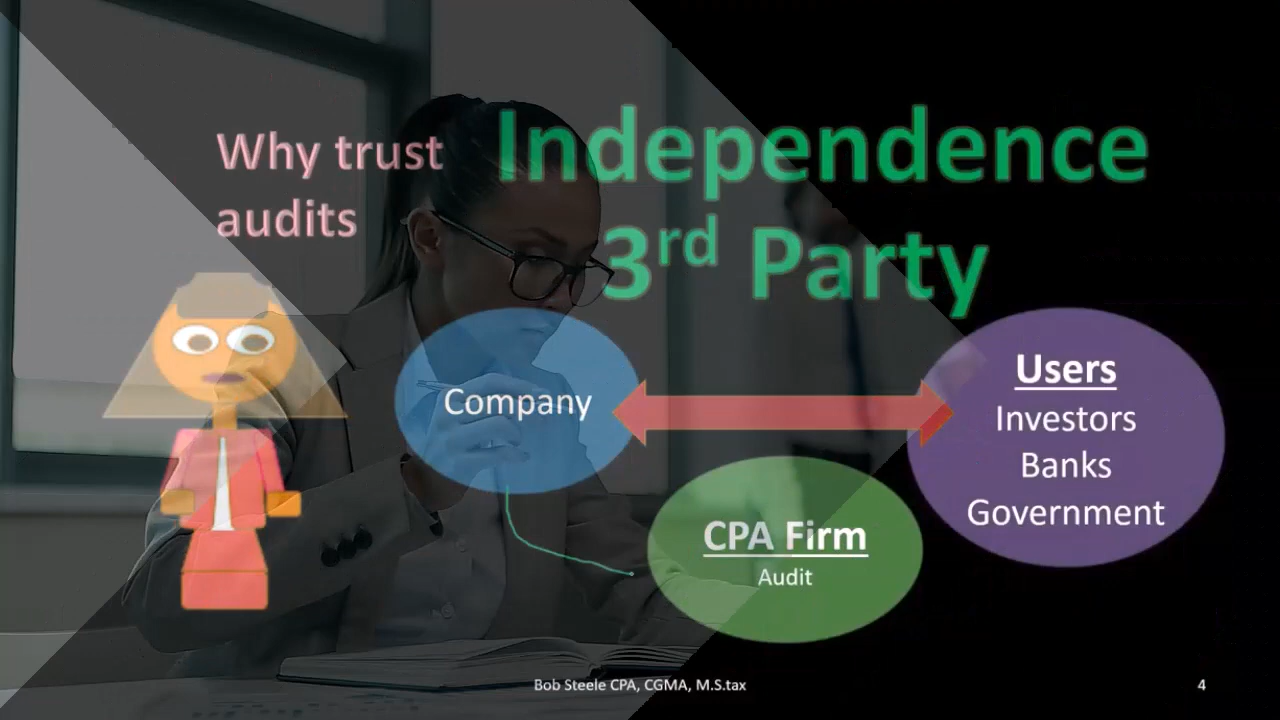 Why trust
audits
Independence
3rd Party
Company
Users
Investors
Banks
Government
CPA Firm
Audit
Bob Steele CPA, CGMA, M.S.tax
4